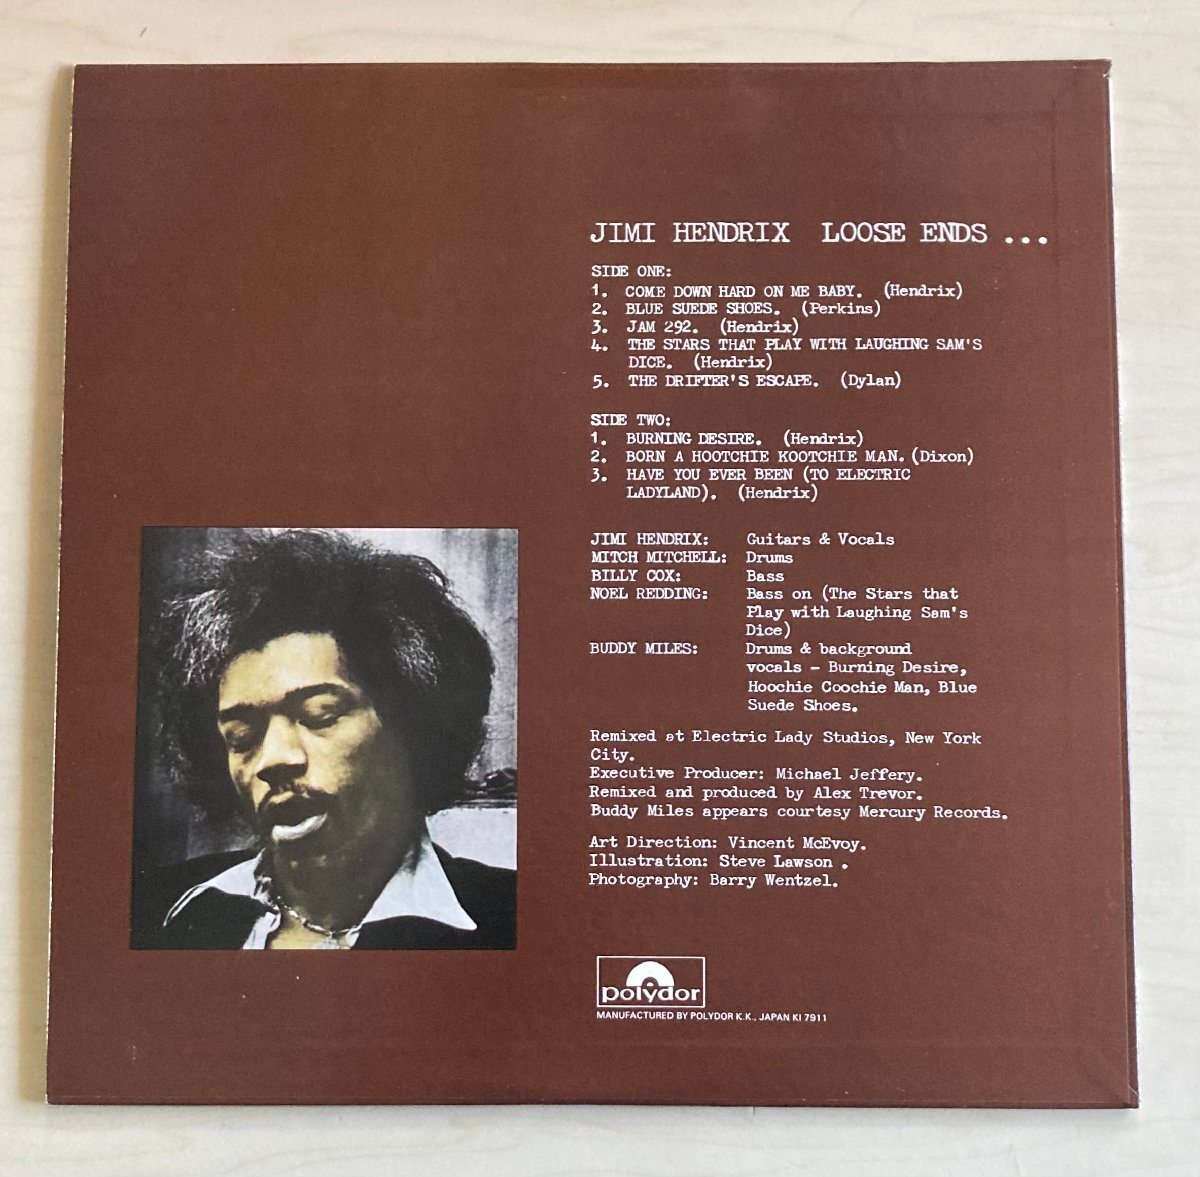 JIMI HENDRIX LOOSE ENDS ...
SIDE ONE:
1. COME DOWN HARD ON ME BABY. (Hendrix)
2. BLUE SUEDE SHOES. (Perkins)
3. JAM 292. (Hendrix)
4. THE STARS THAT PLAY WITH LAUGHING SAM'S
DICE. (Hendrix)
5. THE DRIFTER'S ESCAPE. (Dylan)
SIDE TWO:
1. BURNING DESIRE. (Hendrix)
2. BORN A HOOTCHIE KOOTCHIE MAN. (Dixon)
3. HAVE YOU EVER BEEN (TO ELECTRIC
LADYLAND). (Hendrix)
JIMI HENDRIX: Guitars & Vocals
MITCH MITCHELL: Drums
BILLY COX: Bass
NOEL REDDING: Bass on (The Stars that
Play with Laughing Sam's
Dice)
BUDDY MILES: Drums & background
vocals - Burning Desire,
Hoochie Coochie Man, Blue
Suede Shoes.
Remixed at Electric Lady Studios, New York
City.
Executive Producer: Michael Jeffery.
Remixed and produced by Alex Trevor.
Buddy Miles appears courtesy Mercury Records.
Art Direction: Vincent McEvoy.
Illustration: Steve Lawson .
Photography: Barry Wentzel.
polydor
MANUFACTURED BY POLYDOR K.K., JAPAN KI 7911